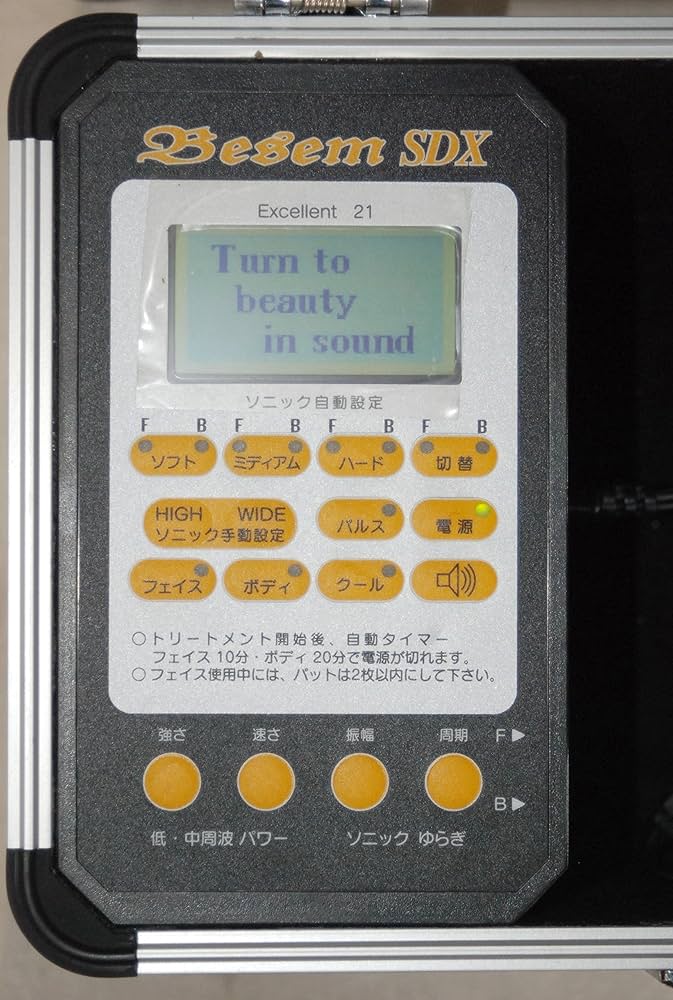 Besem SDX
Excellent 21
Turn to
beauty
in sound
ソニック自動設定
F B F B F B F B
ソフト ミディアム ハード 切替
HIGH WIDE
ソニック手動設定 パルス 電源
フェイス ボディ クール
○トリートメント開始後、自動タイマー
フェイス 10分・ボディ 20分で電源が切れます。
○フェイス使用中には、パットは2枚以内にして下さい。
強さ 速さ 振幅 周期 F▶
B▶
低・中周波 パワー ソニック ゆらぎ